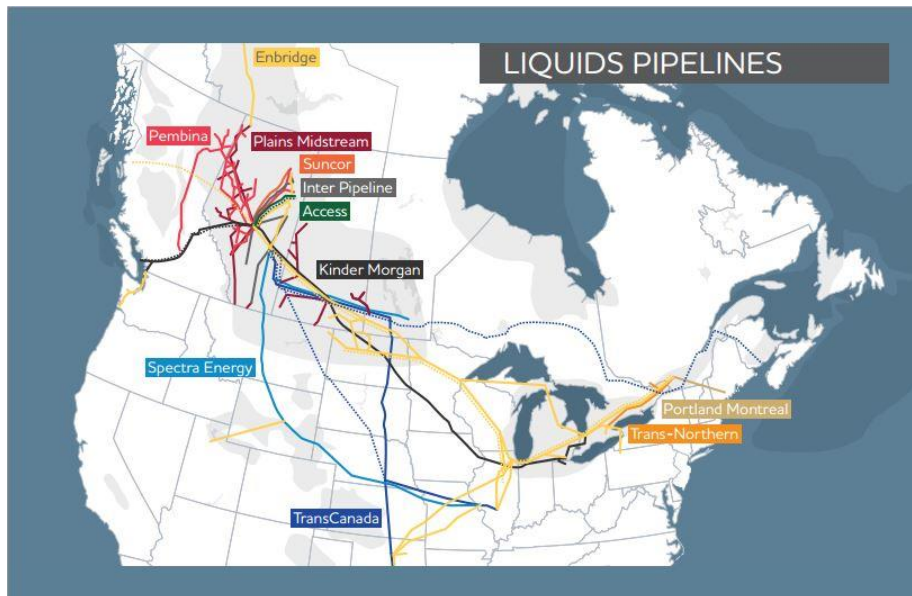 LIQUIDS PIPELINES
Enbridge
Pembina
Plains Midstream
Suncor
Inter Pipeline
Access
Kinder Morgan
Spectra Energy
Portland Montreal
Trans-Northern
TransCanada